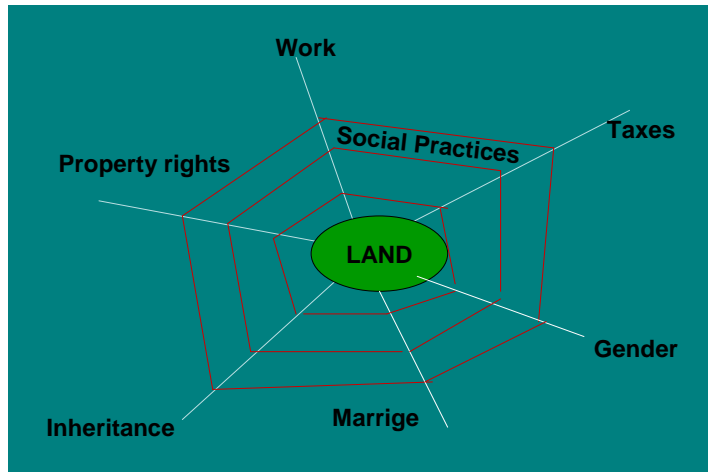 Work
Taxes
Social Practices
Property rights
LAND
Gender
Marrige
Inheritance